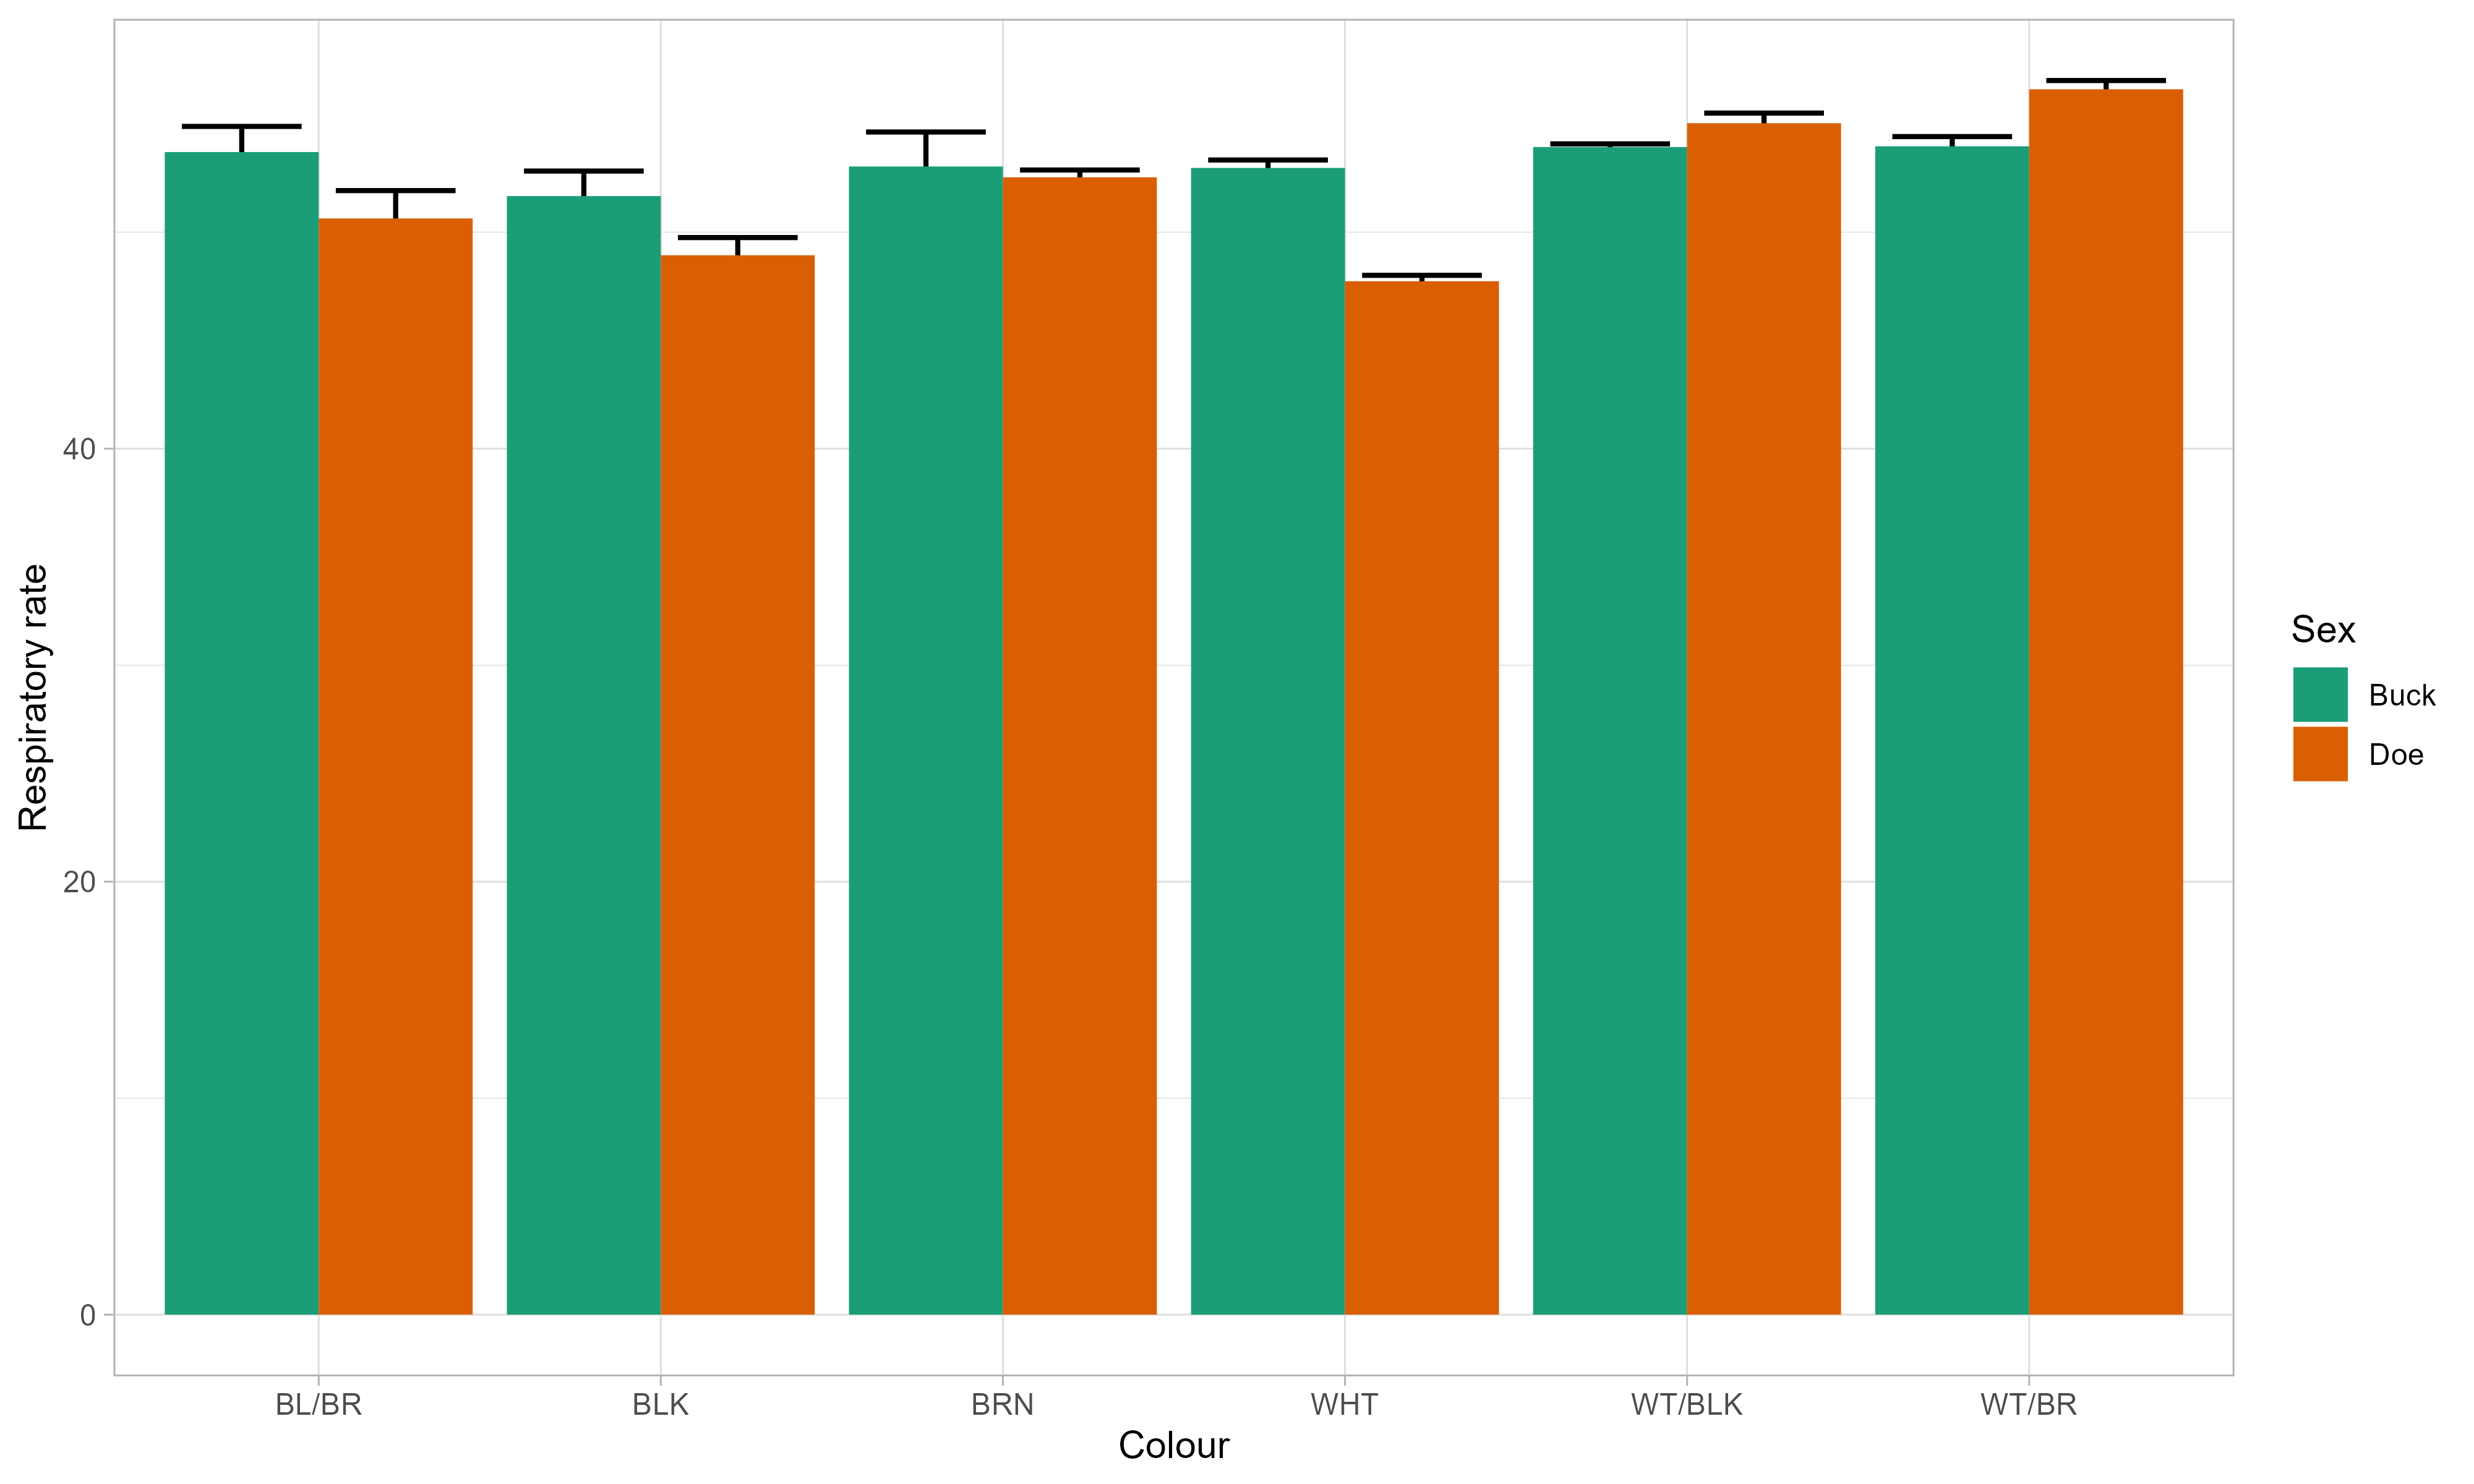 Respiratory rate
40
20
0
BL/BR
BLK
BRN
WHT
WT/BLK
WT/BR
Colour
Sex
Buck
Doe